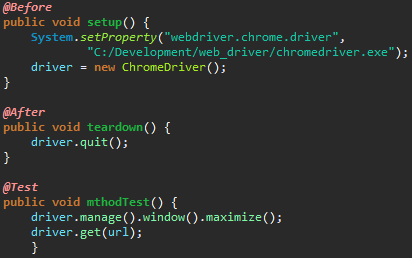 @Before
public void setup() {
    System.setProperty("webdriver.chrome.driver",
            "C:/Development/web_driver/chromedriver.exe");
    driver = new ChromeDriver();
}

@After
public void teardown() {
    driver.quit();
}

@Test
public void mthodTest() {
    driver.manage().window().maximize();
    driver.get(url);
    }